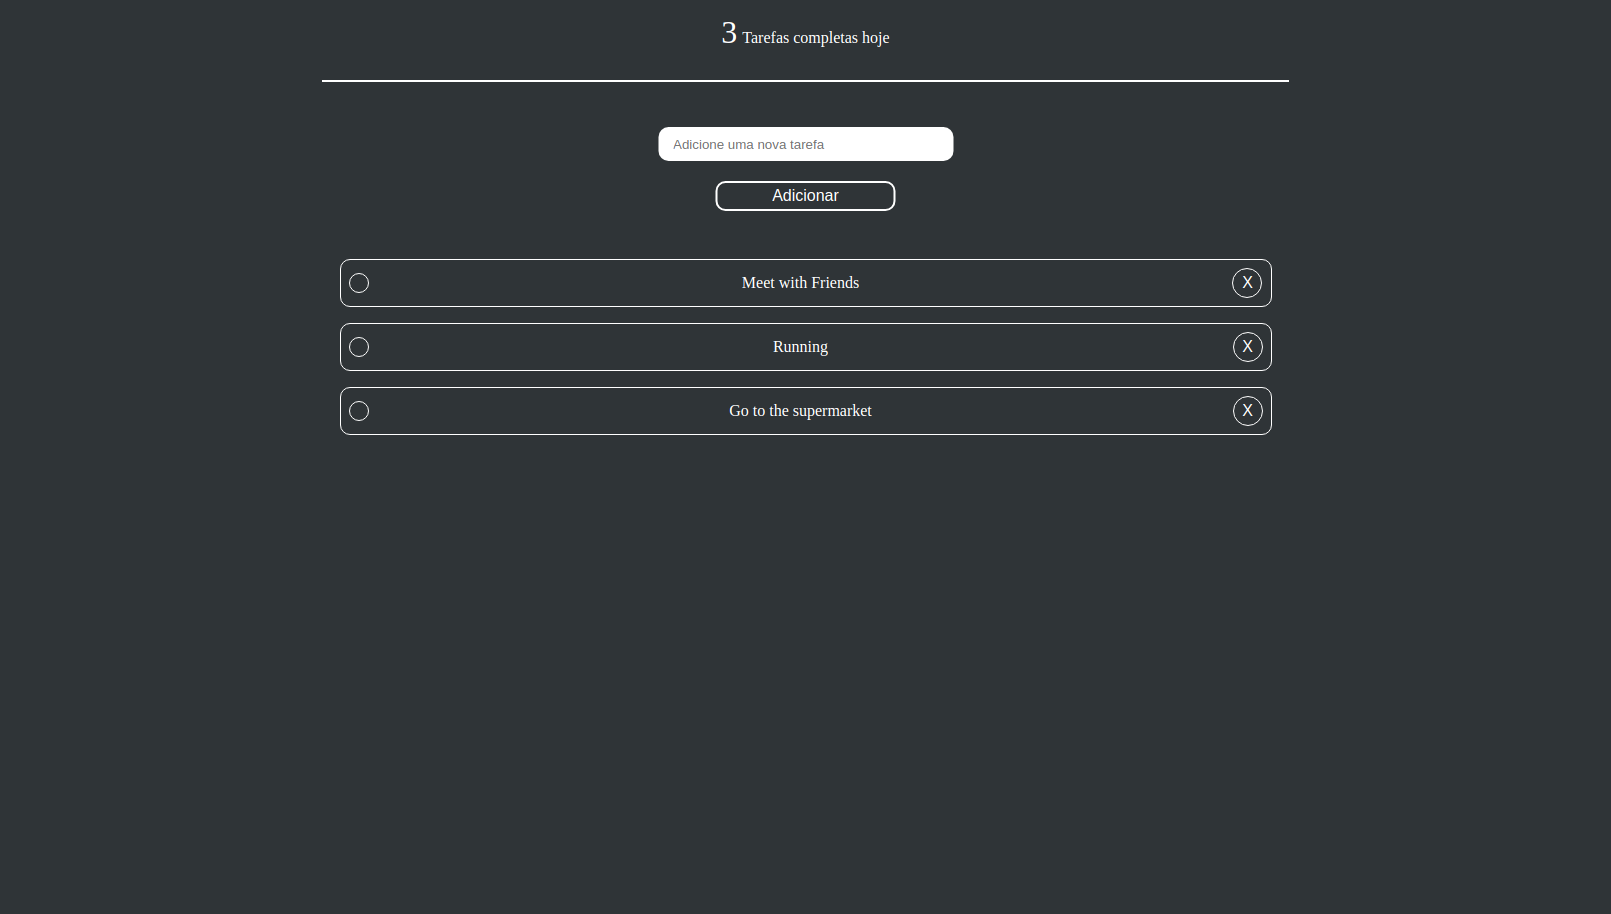 3 Tarefas completas hoje
Adicione uma nova tarefa
Adicionar
Meet with Friends X
Running X
Go to the supermarket X